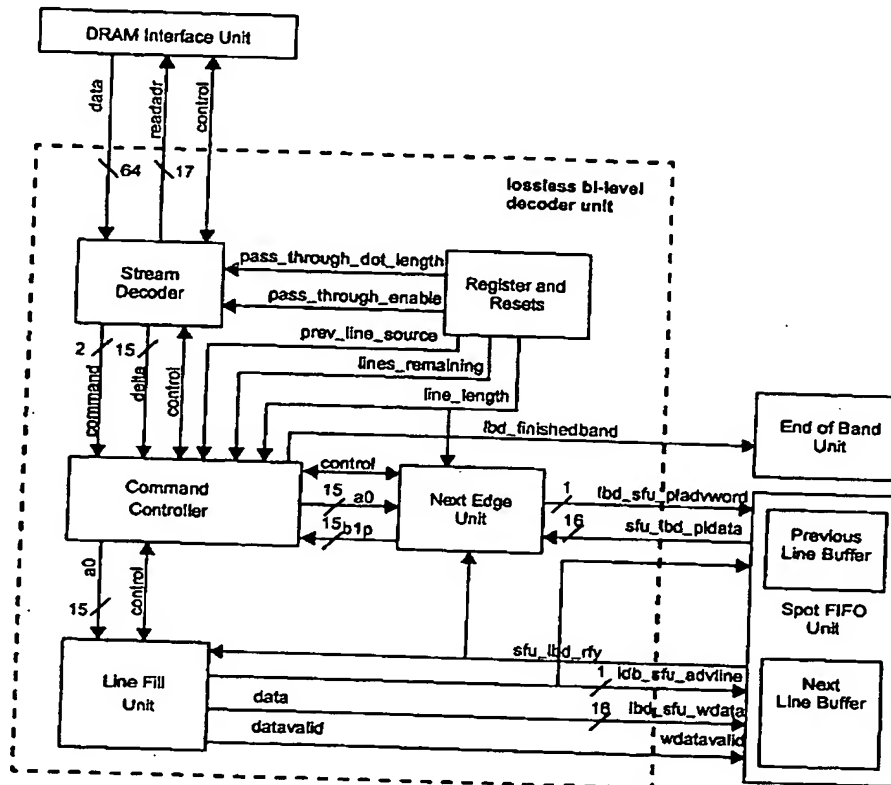 DRAM Interface Unit
data
readadr
control
64
17
lossless bi-level
decoder unit
Stream
Decoder
pass_through_dot_length
pass_through_enable
Register and
Resets
prev_line_source
lines_remaining
line_length
2
15
command
delta
control
lbd_finishedband
End of Band
Unit
Command
Controller
control
15 a0
15 b1p
Next Edge
Unit
1
lbd_sfu_pladvword
16
sfu_lbd_pldata
Previous
Line Buffer
Spot FIFO
Unit
a0
15
control
sfu_lbd_rfy
Line Fill
Unit
1
ldb_sfu_advline
data
16
lbd_sfu_wdata
datavalid
wdatavalid
Next
Line Buffer